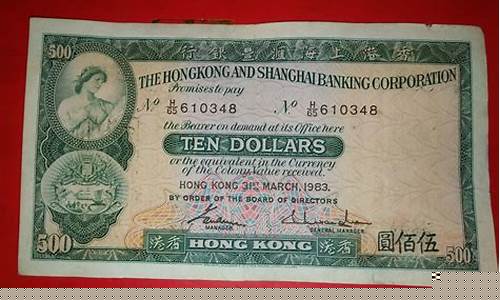 500 行銀豐滙海上港香 500
THE HONGKONG AND SHANGHAI BANKING CORPORATION
Promises to pay
Nº H/65 610348 Nº H/65 610348
the Bearer on demand at its Office here
TEN DOLLARS
or the equivalent in the Currency
of the Colony Value received.
HONG KONG 31ST MARCH, 1983.
BY ORDER OF THE BOARD OF DIRECTORS
MANAGER GENERAL MANAGER
500 港香 HONG KONG 港香 圓佰伍 500